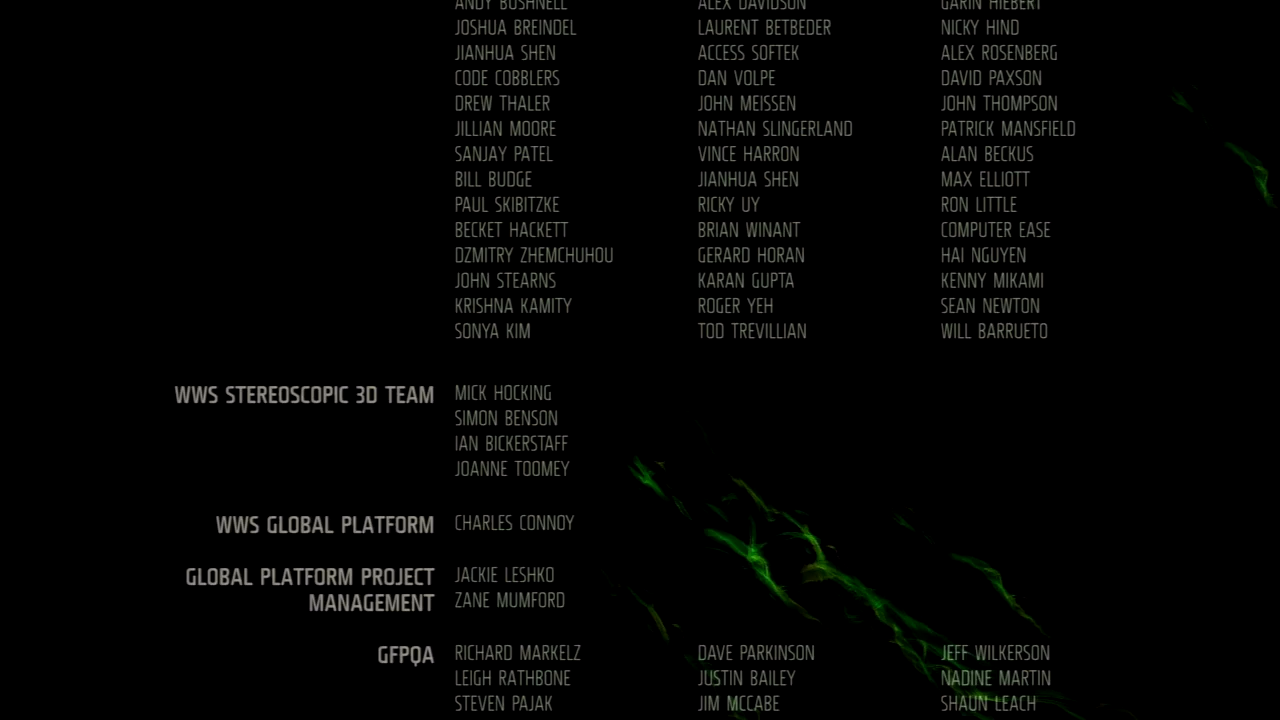 ANDY BUSHNELL ALEX DAVIDSON GARIN HIEBERT
JOSHUA BREINDEL LAURENT BETBEDER NICKY HIND
JIANHUA SHEN ACCESS SOFTEK ALEX ROSENBERG
CODE COBBLERS DAN VOLPE DAVID PAXSON
DREW THALER JOHN MEISSEN JOHN THOMPSON
JILLIAN MOORE NATHAN SLINGERLAND PATRICK MANSFIELD
SANJAY PATEL VINCE HARRON ALAN BECKUS
BILL BUDGE JIANHUA SHEN MAX ELLIOTT
PAUL SKIBITZKE RICKY UY RON LITTLE
BECKET HACKETT BRIAN WINANT COMPUTER EASE
DZMITRY ZHEMCHUHOU GERARD HORAN HAI NGUYEN
JOHN STEARNS KARAN GUPTA KENNY MIKAMI
KRISHNA KAMITY ROGER YEH SEAN NEWTON
SONYA KIM TOD TREVILLIAN WILL BARRUETO
WWS STEREOSCOPIC 3D TEAM MICK HOCKING
SIMON BENSON
IAN BICKERSTAFF
JOANNE TOOMEY
WWS GLOBAL PLATFORM CHARLES CONNOY
GLOBAL PLATFORM PROJECT JACKIE LESHKO
MANAGEMENT ZANE MUMFORD
GFPQA RICHARD MARKELZ DAVE PARKINSON JEFF WILKERSON
LEIGH RATHBONE JUSTIN BAILEY NADINE MARTIN
STEVEN PAJAK JIM MCCABE SHAUN LEACH